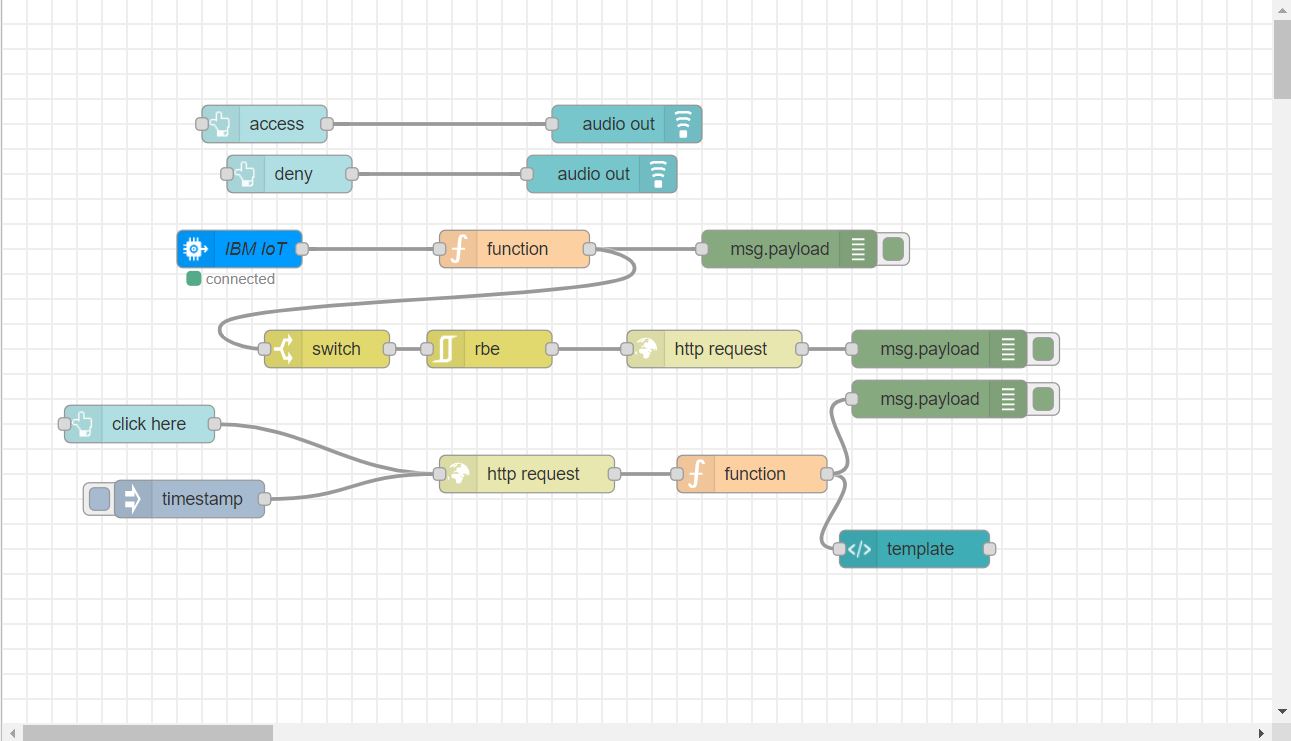 access
audio out
deny
audio out
IBM IoT
function
msg.payload
connected
switch
rbe
http request
msg.payload
msg.payload
click here
http request
function
timestamp
template